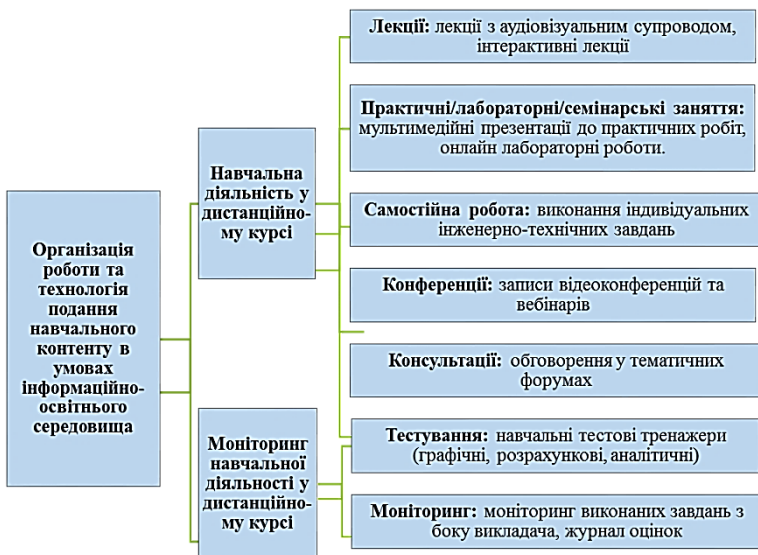 Організація
роботи та
технологія
подання
навчального
контенту в
умовах
інформаційно-
освітнього
середовища
Навчальна
діяльність у
дистанційно-
му курсі
Моніторинг
навчальної
діяльності у
дистанційно-
му курсі
Лекції: лекції з аудіовізуальним супроводом,
інтерактивні лекції
Практичні/лабораторні/семінарські заняття:
мультимедійні презентації до практичних робіт,
онлайн лабораторні роботи.
Самостійна робота: виконання індивідуальних
інженерно-технічних завдань
Конференції: записи відеоконференцій та
вебінарів
Консультації: обговорення у тематичних
форумах
Тестування: навчальні тестові тренажери
(графічні, розрахункові, аналітичні)
Моніторинг: моніторинг виконаних завдань з
боку викладача, журнал оцінок